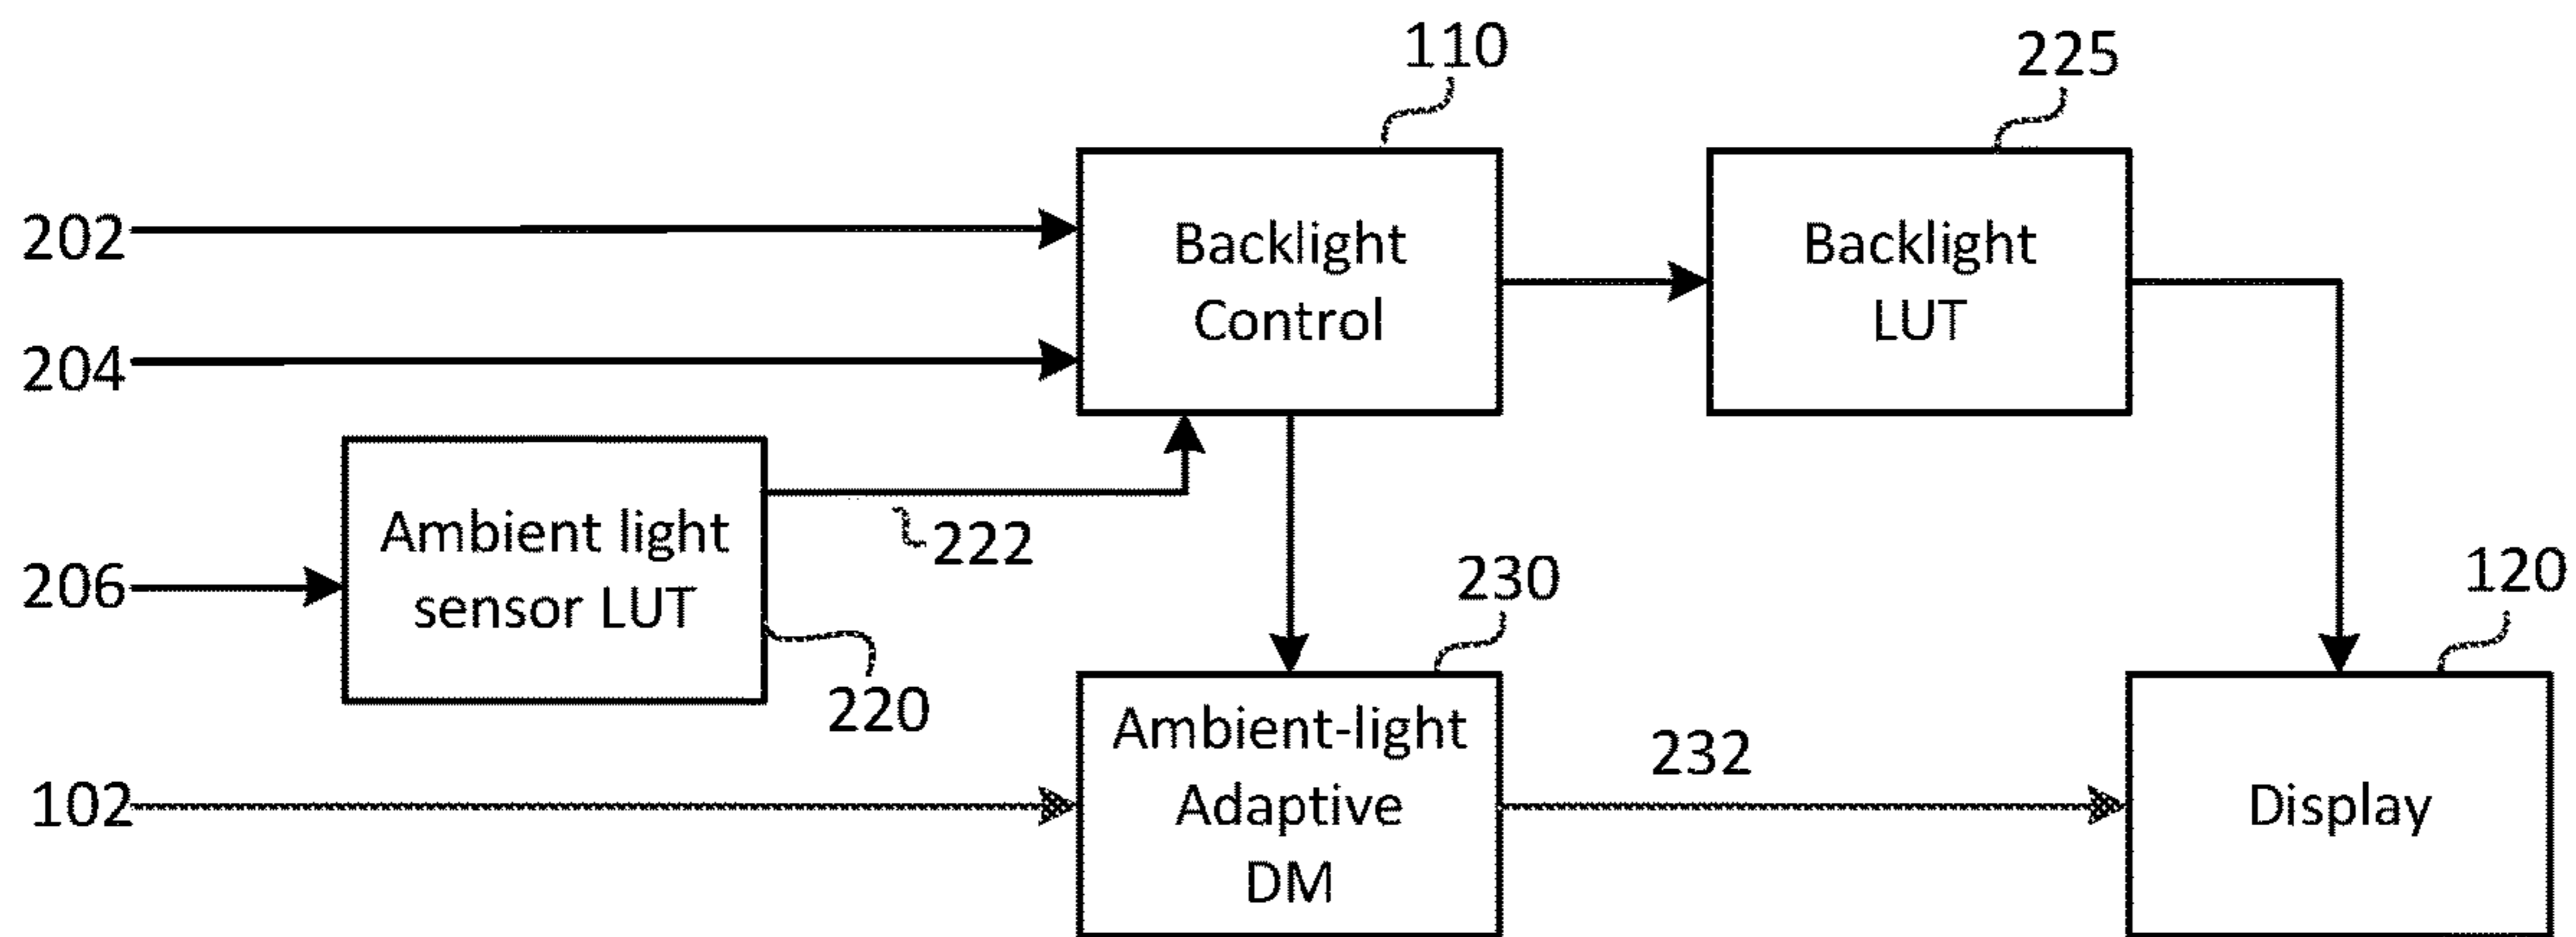 110
225
202
Backlight
Control
Backlight
LUT
204
Ambient light
sensor LUT
222
206
230
120
220
Ambient-light
Adaptive
DM
232
102
Display